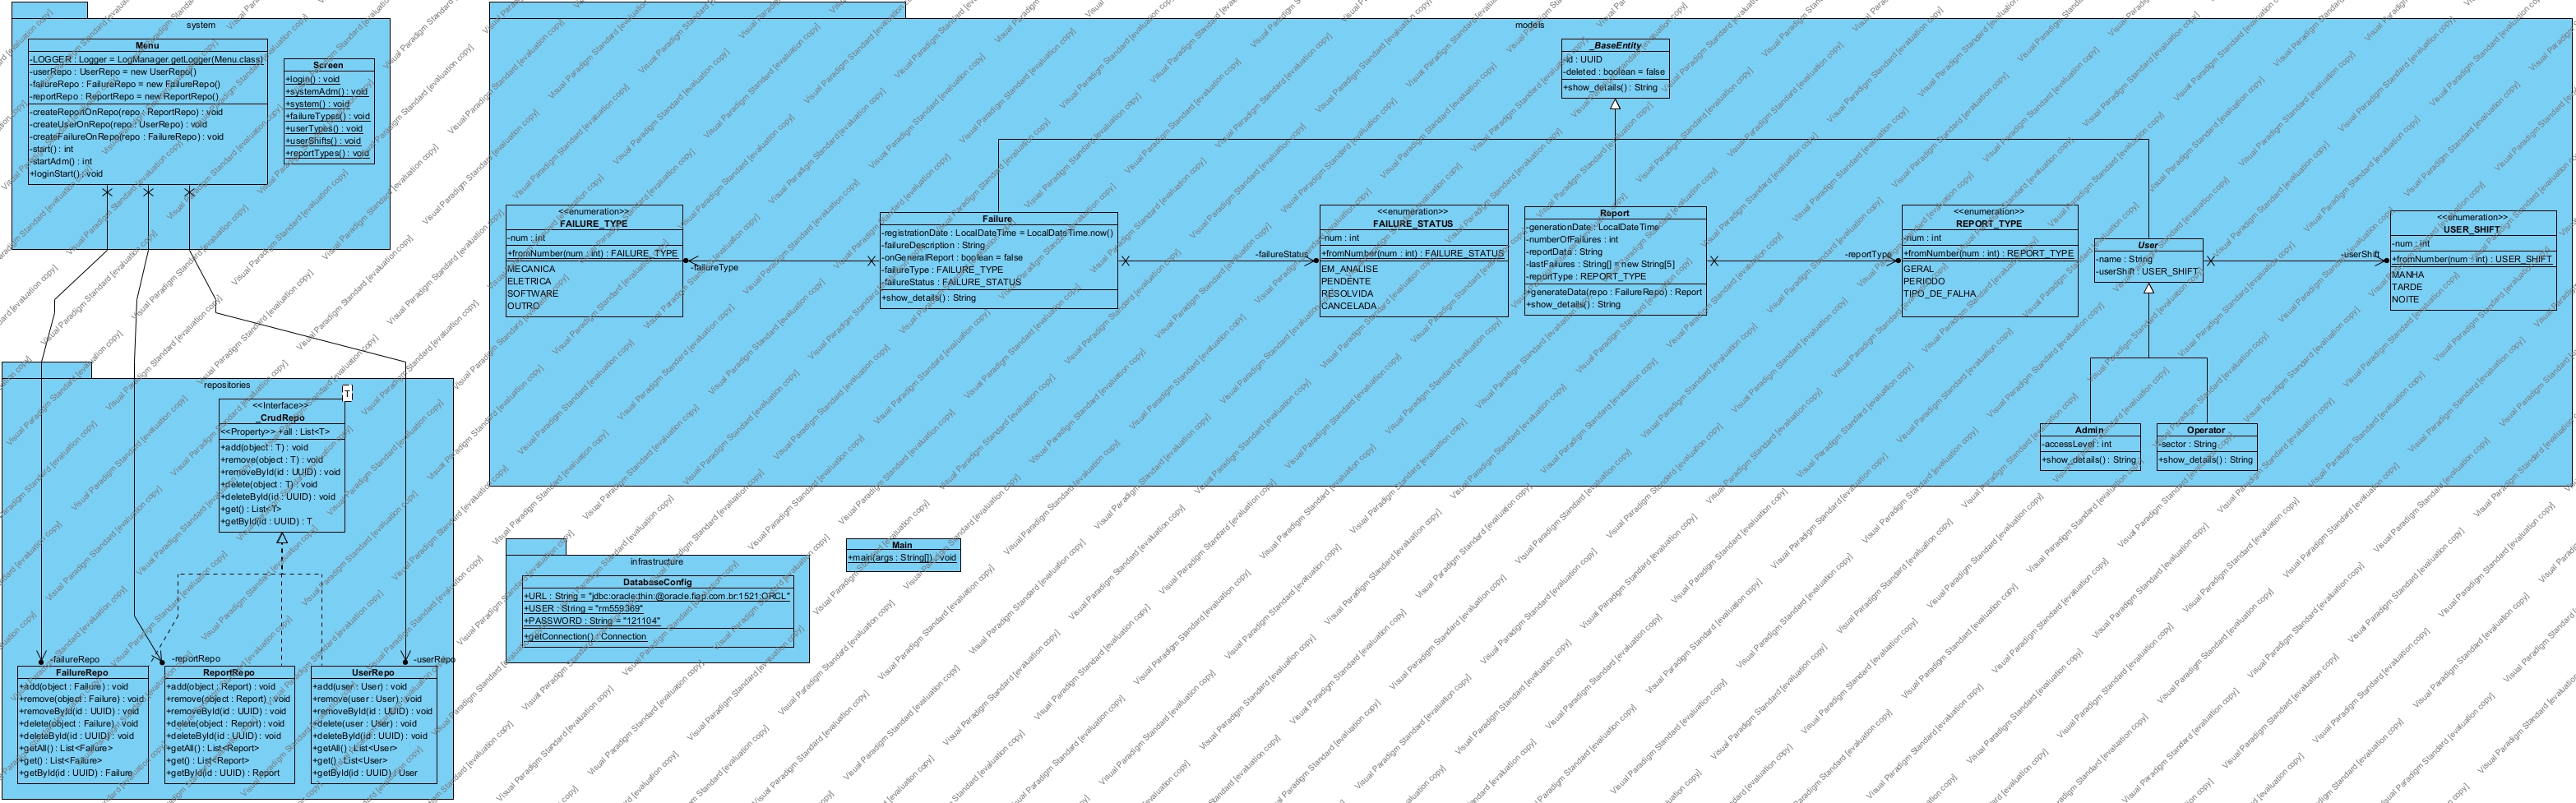 system
Menu
-LOGGER : Logger = LogManager.getLogger(Menu.class)
-userRepo : UserRepo = new UserRepo()
-failureRepo : FailureRepo = new FailureRepo()
-reportRepo : ReportRepo = new ReportRepo()
-createReportOnRepo(repo : ReportRepo) : void
-createUserOnRepo(repo : UserRepo) : void
-createFailureOnRepo(repo : FailureRepo) : void
-start() : int
-startAdm() : int
+loginStart() : void
Screen
+login() : void
+systemAdm() : void
+system() : void
+failureTypes() : void
+userTypes() : void
+userShifts() : void
+reportTypes() : void
models
_BaseEntity
-id : UUID
-deleted : boolean = false
+show_details() : String
<<enumeration>>
FAILURE_TYPE
-num : int
+fromNumber(num : int) : FAILURE_TYPE
MECANICA
ELETRICA
SOFTWARE
OUTRO
-failureType
Failure
-registrationDate : LocalDateTime = LocalDateTime.now()
-failureDescription : String
-onGeneralReport : boolean = false
-failureType : FAILURE_TYPE
-failureStatus : FAILURE_STATUS
+show_details() : String
-failureStatus
<<enumeration>>
FAILURE_STATUS
-num : int
+fromNumber(num : int) : FAILURE_STATUS
EM_ANALISE
PENDENTE
RESOLVIDA
CANCELADA
Report
-generationDate : LocalDateTime
-numberOfFailures : int
-reportData : String
-lastFailures : String[] = new String[5]
-reportType : REPORT_TYPE
+generateData(repo : FailureRepo) : Report
+show_details() : String
-reportType
<<enumeration>>
REPORT_TYPE
-num : int
+fromNumber(num : int) : REPORT_TYPE
GERAL
PERIODO
TIPO_DE_FALHA
User
-name : String
-userShift : USER_SHIFT
-userShift
<<enumeration>>
USER_SHIFT
-num : int
+fromNumber(num : int) : USER_SHIFT
MANHA
TARDE
NOITE
Admin
-accessLevel : int
+show_details() : String
Operator
-sector : String
+show_details() : String
repositories
T
<<Interface>>
_CrudRepo
<<Property>> +all : List<T>
+add(object : T) : void
+remove(object : T) : void
+removeById(id : UUID) : void
+delete(object : T) : void
+deleteById(id : UUID) : void
+get() : List<T>
+getById(id : UUID) : T
-failureRepo
-reportRepo
-userRepo
FailureRepo
+add(object : Failure) : void
+remove(object : Failure) : void
+removeById(id : UUID) : void
+delete(object : Failure) : void
+deleteById(id : UUID) : void
+getAll() : List<Failure>
+get() : List<Failure>
+getById(id : UUID) : Failure
ReportRepo
+add(object : Report) : void
+remove(object : Report) : void
+removeById(id : UUID) : void
+delete(object : Report) : void
+deleteById(id : UUID) : void
+getAll() : List<Report>
+get() : List<Report>
+getById(id : UUID) : Report
UserRepo
+add(user : User) : void
+remove(user : User) : void
+removeById(id : UUID) : void
+delete(user : User) : void
+deleteById(id : UUID) : void
+getAll() : List<User>
+get() : List<User>
+getById(id : UUID) : User
infrastructure
DatabaseConfig
+URL : String = "jdbc:oracle:thin:@oracle.fiap.com.br:1521:ORCL"
+USER : String = "rm559369"
+PASSWORD : String = "121104"
+getConnection() : Connection
Main
+main(args : String[]) : void
Visual Paradigm Standard [evaluation copy]